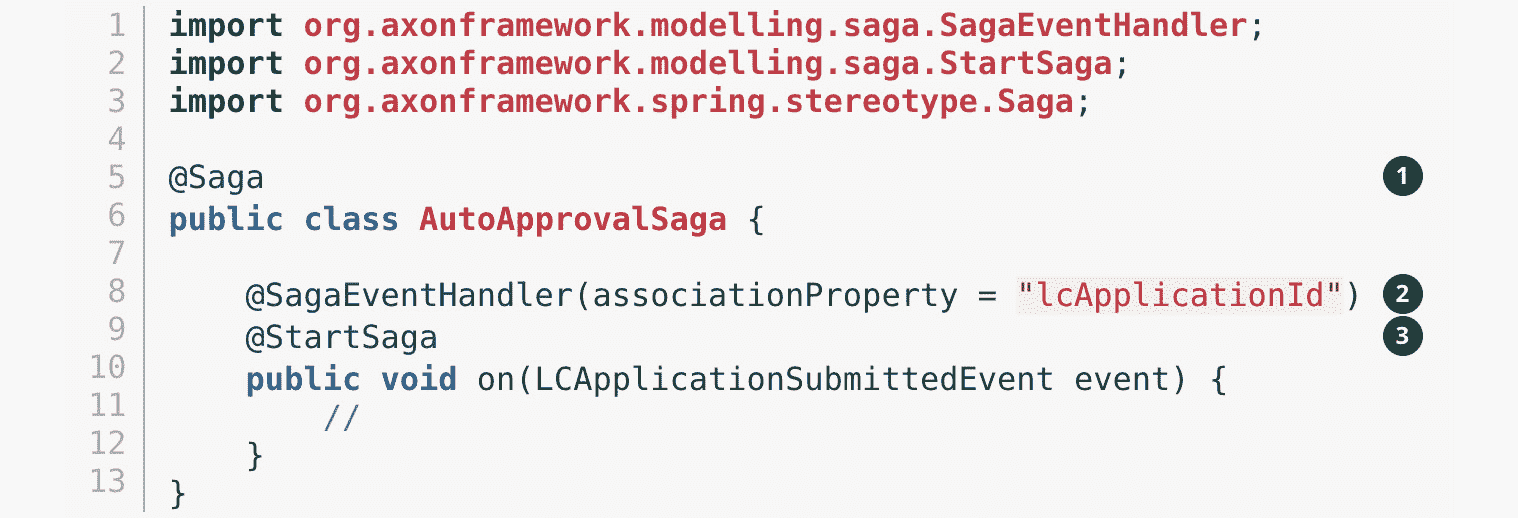 1 import org.axonframework.modelling.saga.SagaEventHandler;
2 import org.axonframework.modelling.saga.StartSaga;
3 import org.axonframework.spring.stereotype.Saga;
4
5 @Saga 1
6 public class AutoApprovalSaga {
7
8     @SagaEventHandler(associationProperty = "lcApplicationId") 2
9     @StartSaga 3
10     public void on(LCApplicationSubmittedEvent event) {
11         //
12     }
13 }